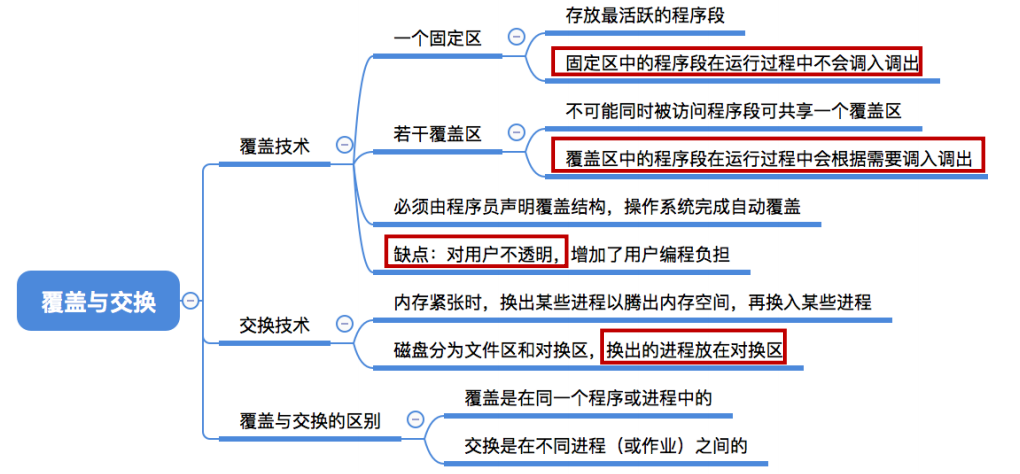 覆盖与交换
覆盖技术
一个固定区
存放最活跃的程序段
固定区中的程序段在运行过程中不会调入调出
若干覆盖区
不可能同时被访问程序段可共享一个覆盖区
覆盖区中的程序段在运行过程中会根据需要调入调出
必须由程序员声明覆盖结构，操作系统完成自动覆盖
缺点：对用户不透明，增加了用户编程负担
交换技术
内存紧张时，换出某些进程以腾出内存空间，再换入某些进程
磁盘分为文件区和对换区，换出的进程放在对换区
覆盖与交换的区别
覆盖是在同一个程序或进程中的
交换是在不同进程（或作业）之间的